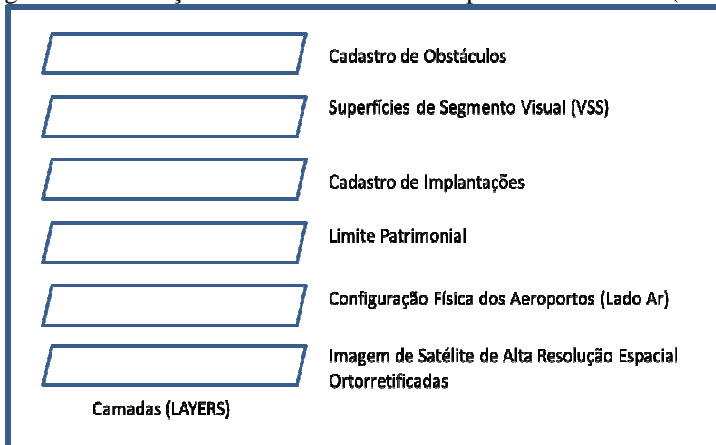 Cadastro de Obstáculos
Superfícies de Segmento Visual (VSS)
Cadastro de Implantações
Limite Patrimonial
Configuração Física dos Aeroportos (Lado Ar)
Imagem de Satélite de Alta Resolução Espacial
Ortorretificadas
Camadas (LAYERS)